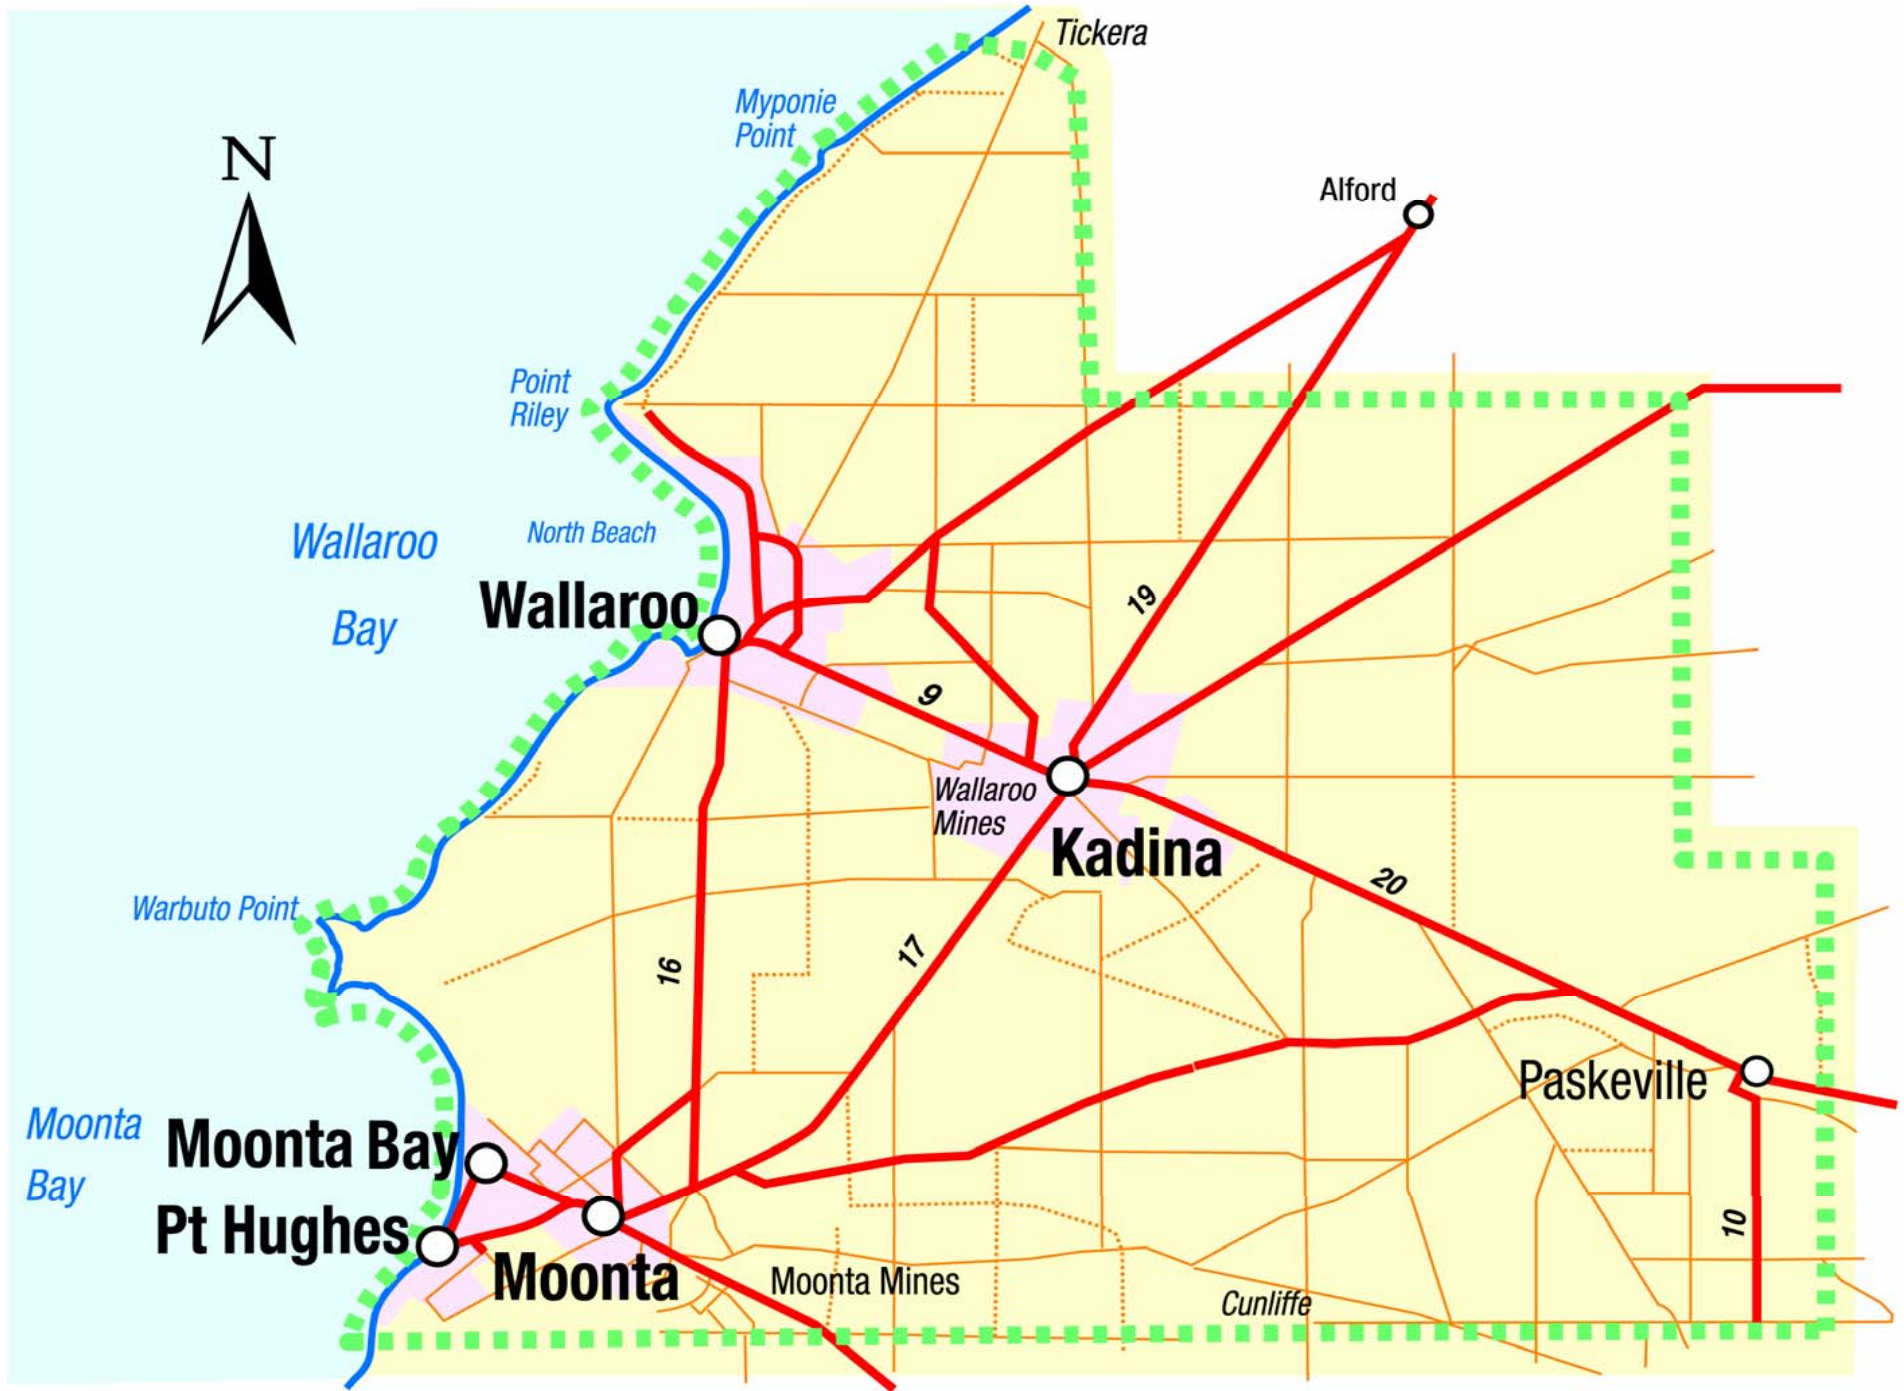 Tickera
Myponie
Point
N
Alford
Point
Riley
Wallaroo
Bay
North Beach
Wallaroo
19
9
Wallaroo
Mines
Kadina
20
Warbuto Point
16
17
Paskeville
Moonta
Bay
Moonta Bay
Pt Hughes
10
Moonta
Moonta Mines
Cunliffe